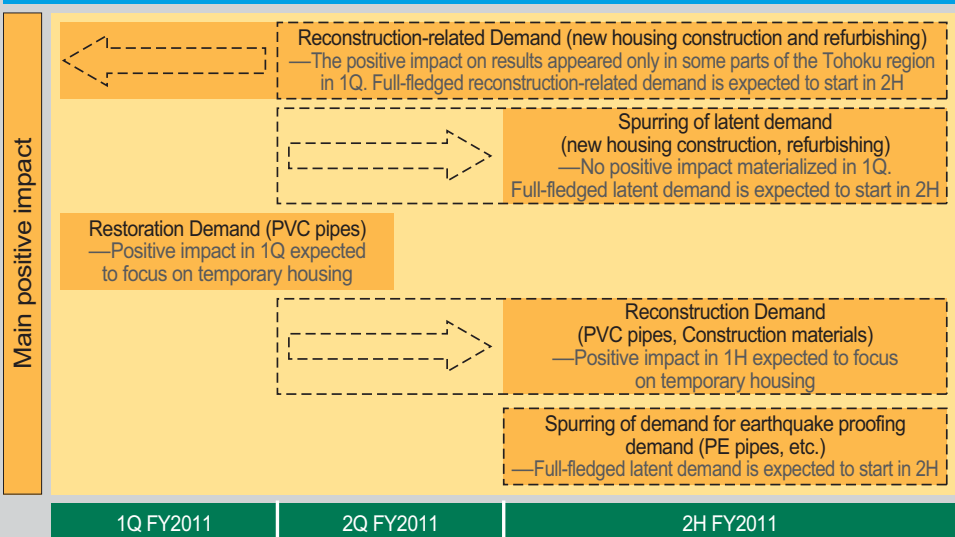 Main positive impact
Reconstruction-related Demand (new housing construction and refurbishing)
—The positive impact on results appeared only in some parts of the Tohoku region
in 1Q. Full-fledged reconstruction-related demand is expected to start in 2H
Spurring of latent demand
(new housing construction, refurbishing)
—No positive impact materialized in 1Q.
Full-fledged latent demand is expected to start in 2H
Restoration Demand (PVC pipes)
—Positive impact in 1Q expected
to focus on temporary housing
Reconstruction Demand
(PVC pipes, Construction materials)
—Positive impact in 1H expected to focus
on temporary housing
Spurring of demand for earthquake proofing
demand (PE pipes, etc.)
—Full-fledged latent demand is expected to start in 2H
1Q FY2011
2Q FY2011
2H FY2011